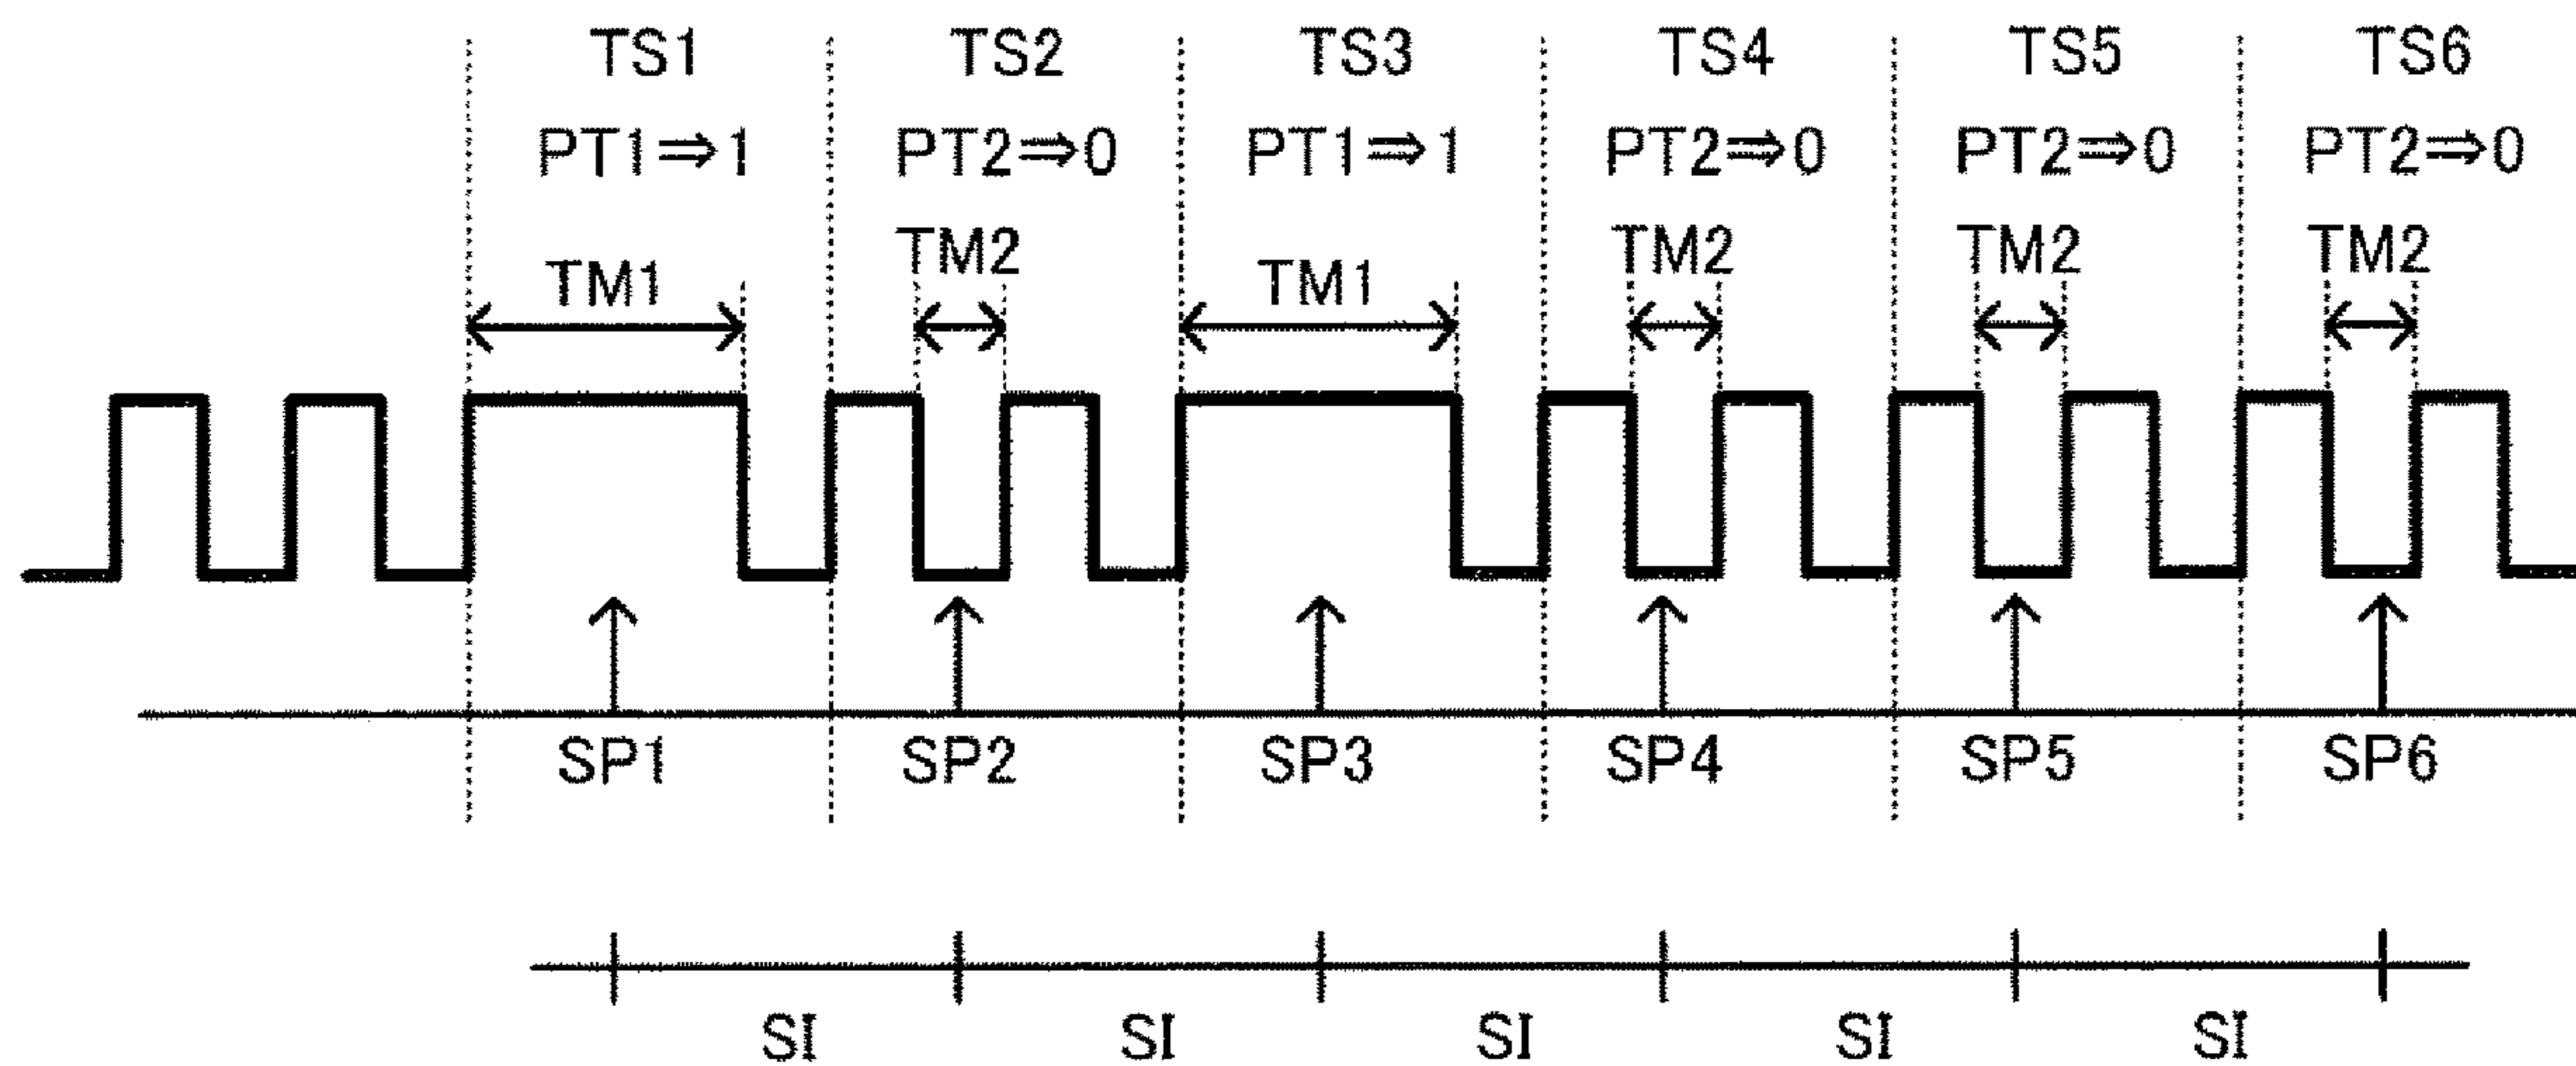 TS1 TS2 TS3 TS4 TS5 TS6
PT1⇒1 PT2⇒0 PT1⇒1 PT2⇒0 PT2⇒0 PT2⇒0
TM1 TM2 TM1 TM2 TM2 TM2
SP1 SP2 SP3 SP4 SP5 SP6
SI SI SI SI SI